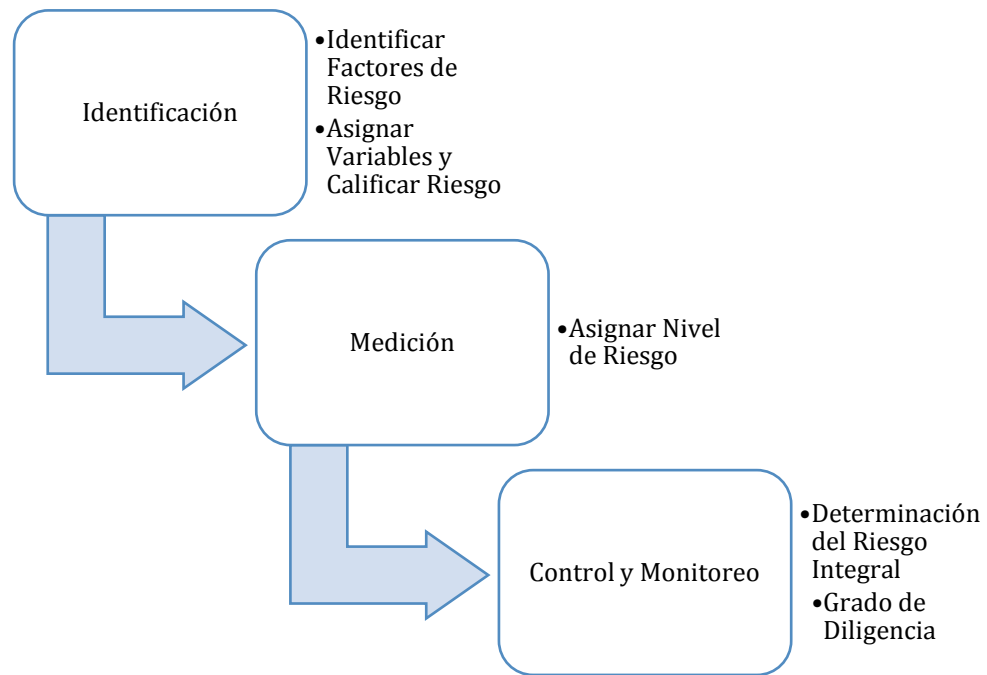 Identificación
•Identificar
Factores de
Riesgo
•Asignar
Variables y
Calificar Riesgo
Medición
•Asignar Nivel
de Riesgo
Control y Monitoreo
•Determinación
del Riesgo
Integral
•Grado de
Diligencia